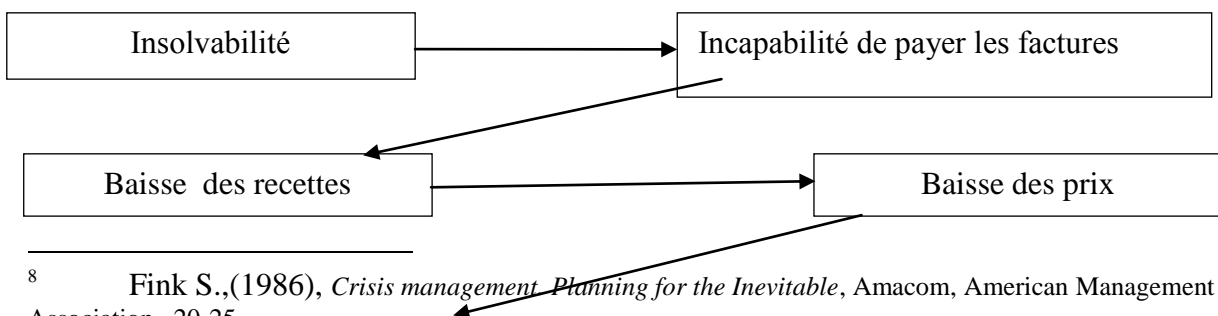 Insolvabilité
Incapabilité de payer les factures
Baisse des recettes
Baisse des prix
8 Fink S.,(1986), Crisis management Planning for the Inevitable, Amacom, American Management
Association 20-25